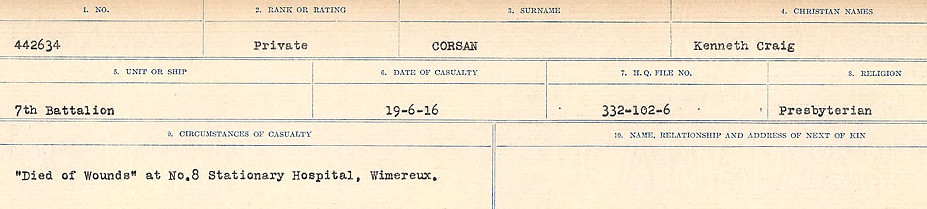 1. NO. 2. RANK OR RATING 3. SURNAME 4. CHRISTIAN NAMES
442634 Private CORSAN Kenneth Craig
5. UNIT OR SHIP 6. DATE OF CASUALTY 7. H.Q. FILE NO. 8. RELIGION
7th Battalion 19-6-16 332-102-6 Presbyterian
9. CIRCUMSTANCES OF CASUALTY 10. NAME, RELATIONSHIP AND ADDRESS OF NEXT OF KIN
"Died of Wounds" at No.8 Stationary Hospital, Wimereux.